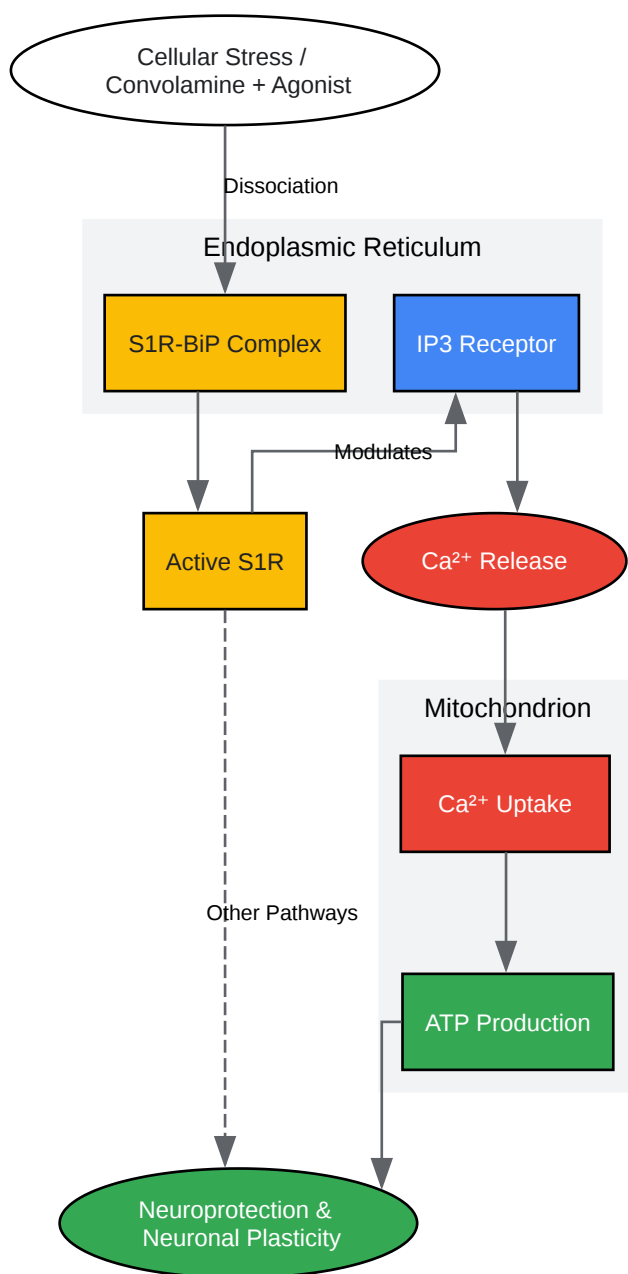 Cellular Stress /
Convolamine + Agonist
Dissociation
Endoplasmic Reticulum
S1R-BiP Complex
IP3 Receptor
Modulates
Active S1R
Ca²⁺ Release
Mitochondrion
Ca²⁺ Uptake
Other Pathways
ATP Production
Neuroprotection &
Neuronal Plasticity